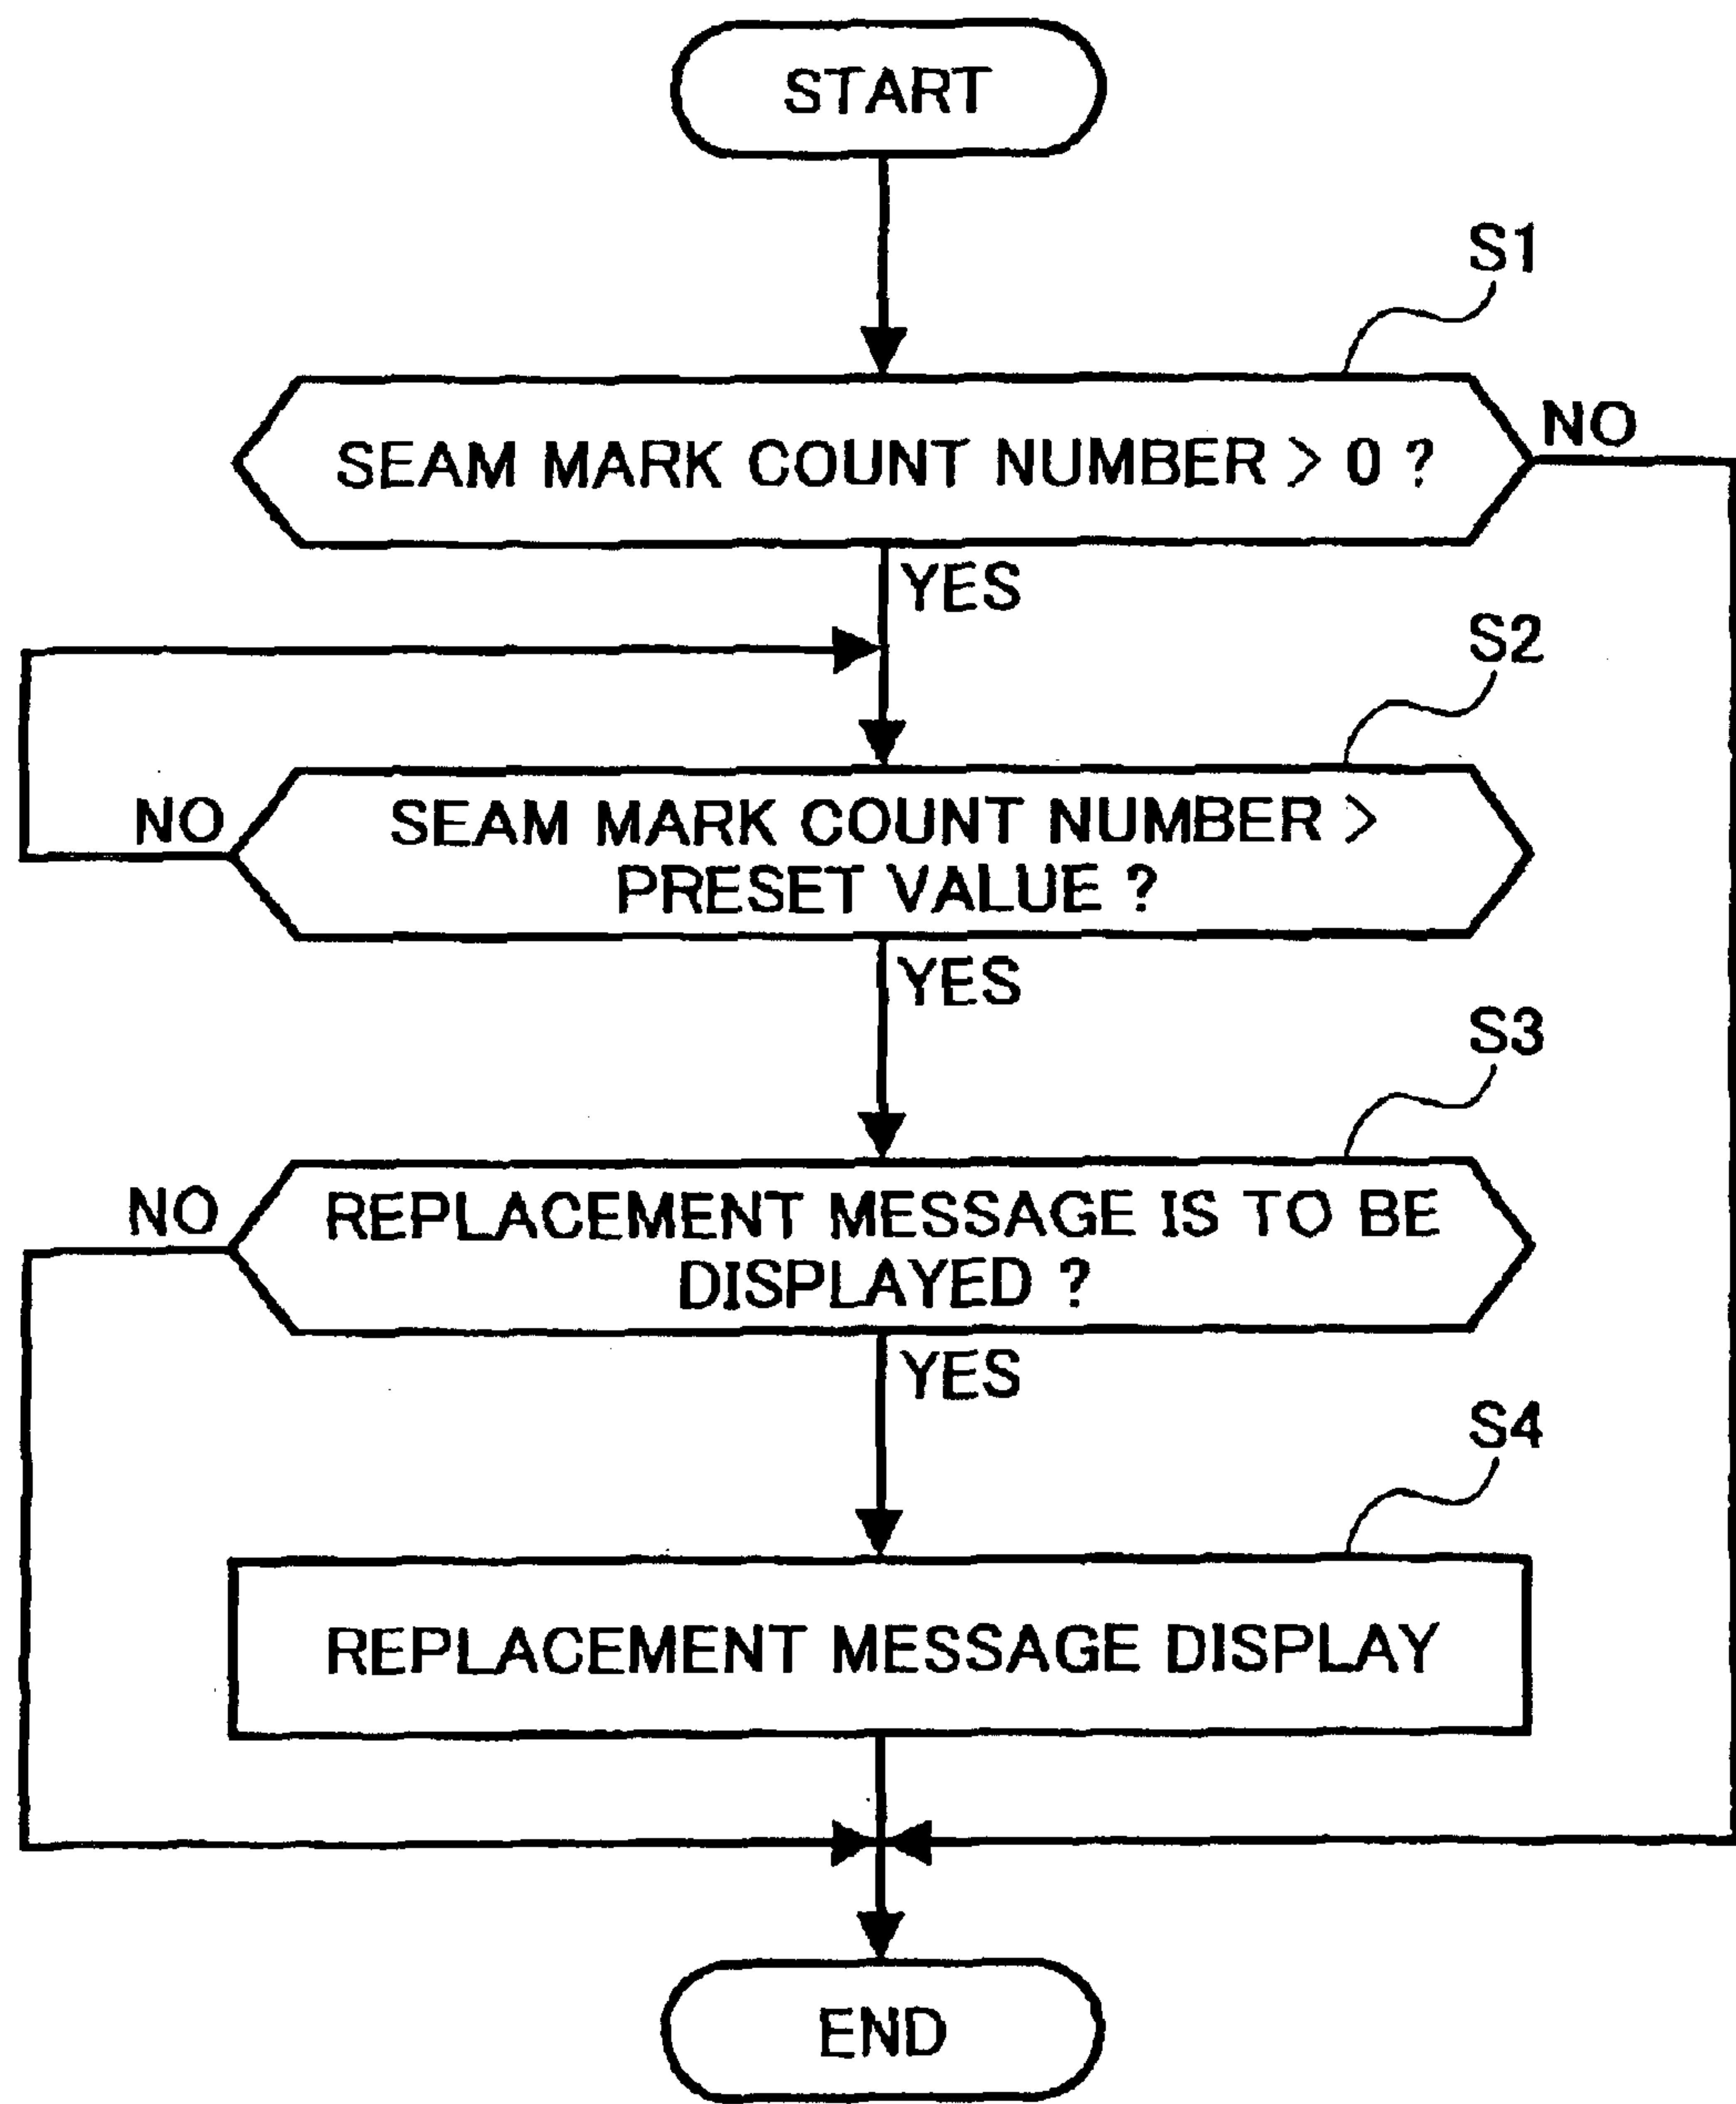 START
S1
SEAM MARK COUNT NUMBER > 0 ?
NO
YES
S2
NO
SEAM MARK COUNT NUMBER >
PRESET VALUE ?
YES
S3
NO
REPLACEMENT MESSAGE IS TO BE
DISPLAYED ?
YES
S4
REPLACEMENT MESSAGE DISPLAY
END